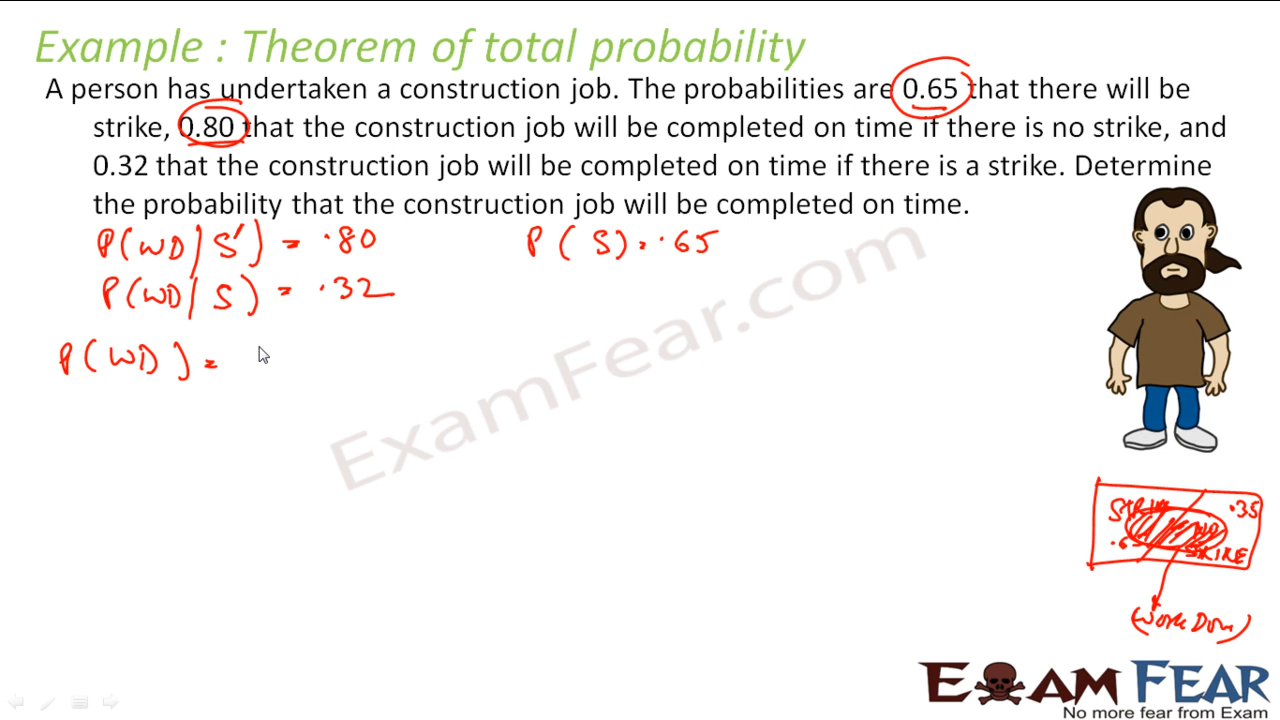 Example : Theorem of total probability
A person has undertaken a construction job. The probabilities are 0.65 that there will be
strike, 0.80 that the construction job will be completed on time if there is no strike, and
0.32 that the construction job will be completed on time if there is a strike. Determine
the probability that the construction job will be completed on time.
P(WD/S') = .80
P(S) = .65
P(WD/S) = .32
P(WD) =
ExamFear.com
.35
STRIKE
(Work Done)
EXAM FEAR
No more fear from Exam